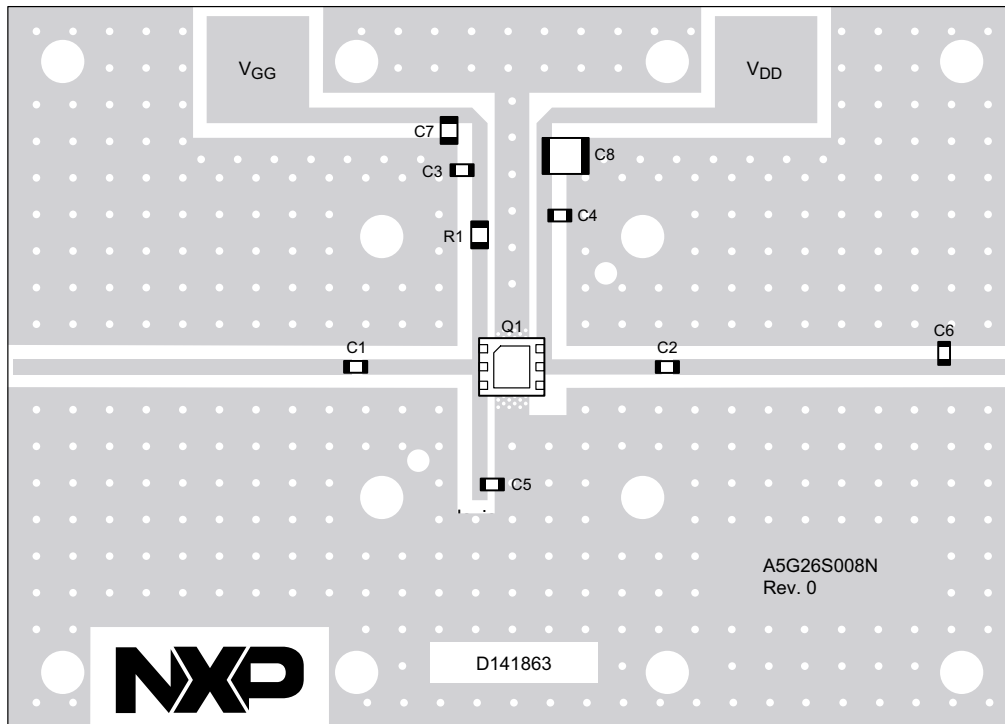 VGG
VDD
C7
C8
C3
C4
R1
Q1
C1
C2
C6
C5
A5G26S008N
Rev. 0
NXP
D141863